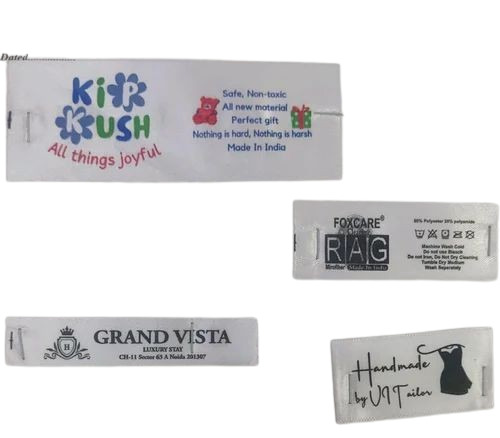 Dated..................
KiP
KUSH
All things joyful
Safe, Non-toxic
All new material
Perfect gift
Nothing is hard, Nothing is harsh
Made In India
FOXCARE®
RAG
Microfiber Made In India
80% Polyester 20% polyamide
Machine Wash Cold
Do not use Bleach
Do not Iron, Do Not Dry Cleaning
Tumble Dry Medium
Wash Seperately
H
GRAND VISTA
LUXURY STAY
CH-11 Sector 63 A Noida 201307
Handmade
by VITailor